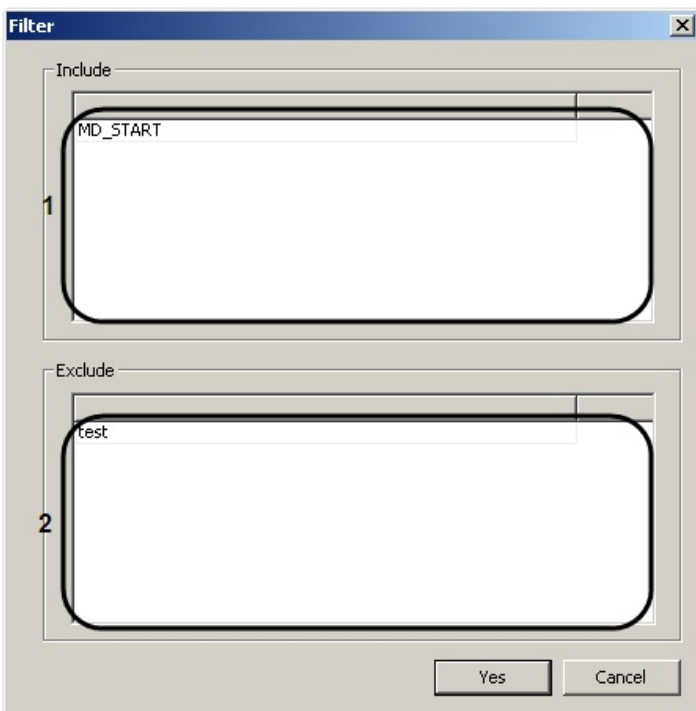 Filter
Include
MD_START
1
Exclude
test
2
Yes Cancel